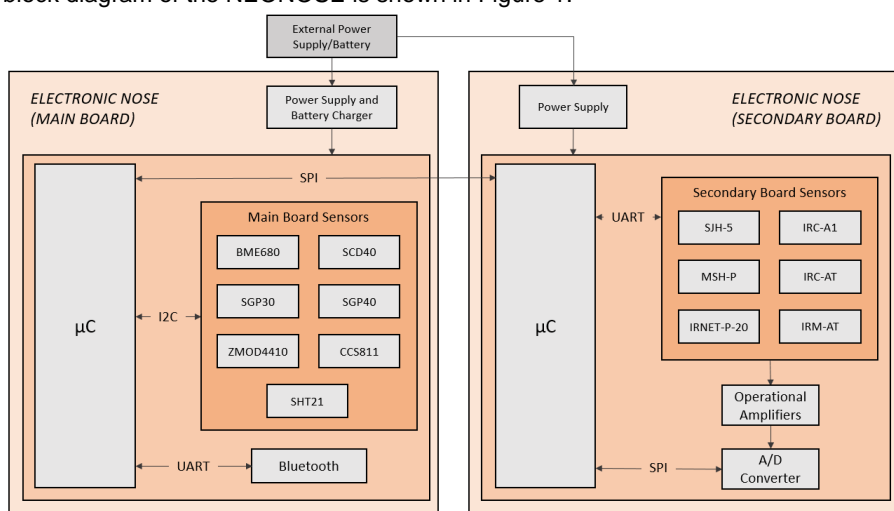 block diagram of the NEONOSE is shown in Figure 1.
External Power
Supply/Battery
ELECTRONIC NOSE
(MAIN BOARD)
Power Supply and
Battery Charger
Power Supply
ELECTRONIC NOSE
(SECONDARY BOARD)
SPI
Main Board Sensors
BME680
SCD40
SGP30
SGP40
ZMOD4410
CCS811
SHT21
µC
I2C
UART
Bluetooth
Secondary Board Sensors
UART
SJH-5
IRC-A1
MSH-P
IRC-AT
IRNET-P-20
IRM-AT
µC
Operational
Amplifiers
SPI
A/D
Converter